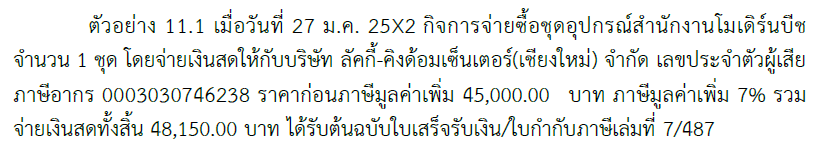 ตัวอย่าง 11.1 เมื่อวันที่ 27 ม.ค. 25X2 กิจการจ่ายซื้อชุดอุปกรณ์สำนักงานโมเดิร์นบีช
จำนวน 1 ชุด โดยจ่ายเงินสดให้กับบริษัท ลัคกี้-คิงด้อมเซ็นเตอร์(เชียงใหม่) จำกัด เลขประจำตัวผู้เสีย
ภาษีอากร 0003030746238 ราคาก่อนภาษีมูลค่าเพิ่ม 45,000.00 บาท ภาษีมูลค่าเพิ่ม 7% รวม
จ่ายเงินสดทั้งสิ้น 48,150.00 บาท ได้รับต้นฉบับใบเสร็จรับเงิน/ใบกำกับภาษีเล่มที่ 7/487